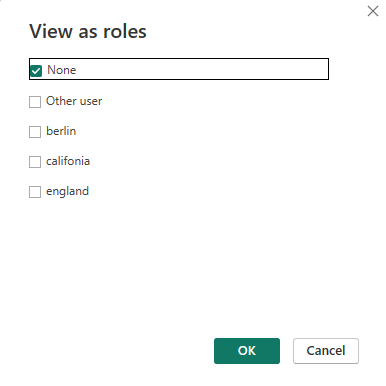 View as roles
None
Other user
berlin
califonia
england
OK
Cancel